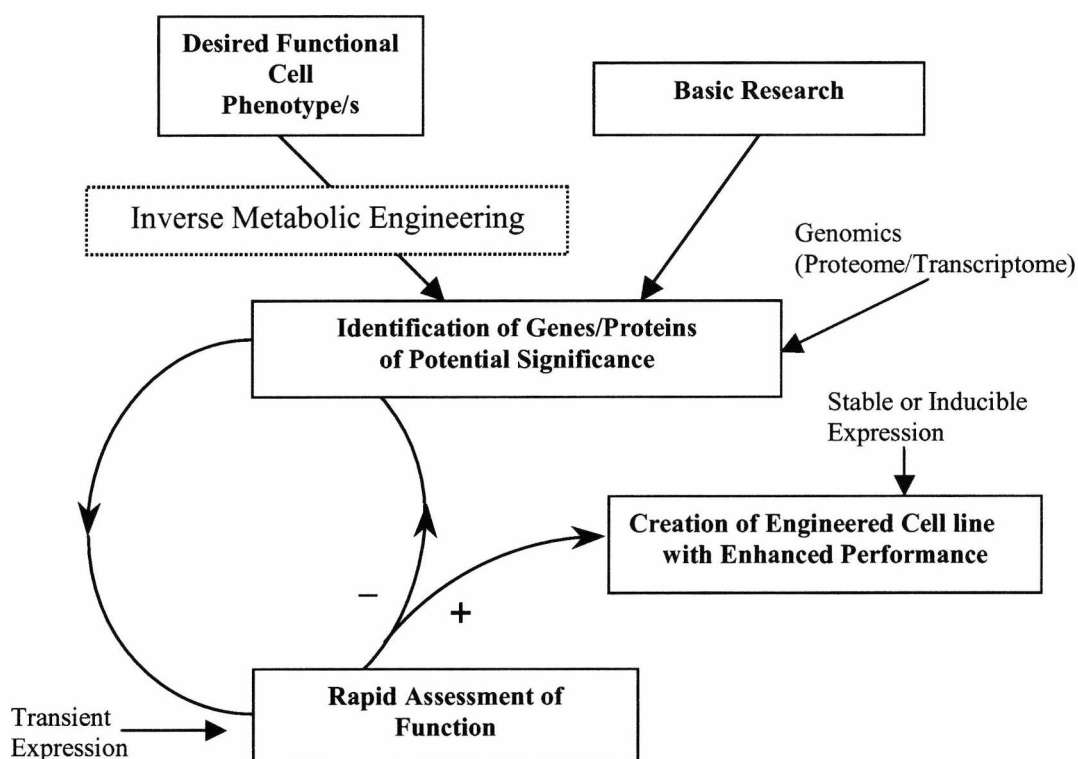 Desired Functional
Cell
Phenotype/s
Basic Research
Inverse Metabolic Engineering
Genomics
(Proteome/Transcriptome)
Identification of Genes/Proteins
of Potential Significance
Stable or Inducible
Expression
Creation of Engineered Cell line
with Enhanced Performance
–
+
Rapid Assessment of
Function
Transient
Expression